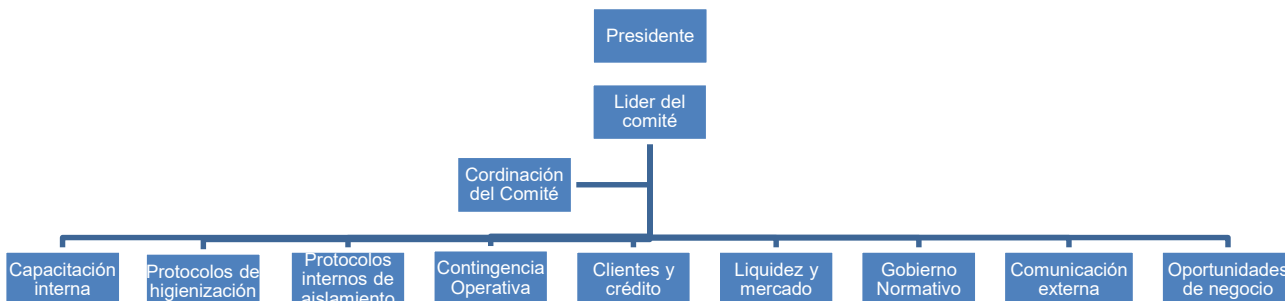 Presidente
Lider del
comité
Cordinación
del Comité
Capacitación
interna
Protocolos de
higienización
Protocolos
internos de
aislamiento
Contingencia
Operativa
Clientes y
crédito
Liquidez y
mercado
Gobierno
Normativo
Comunicación
externa
Oportunidades
de negocio